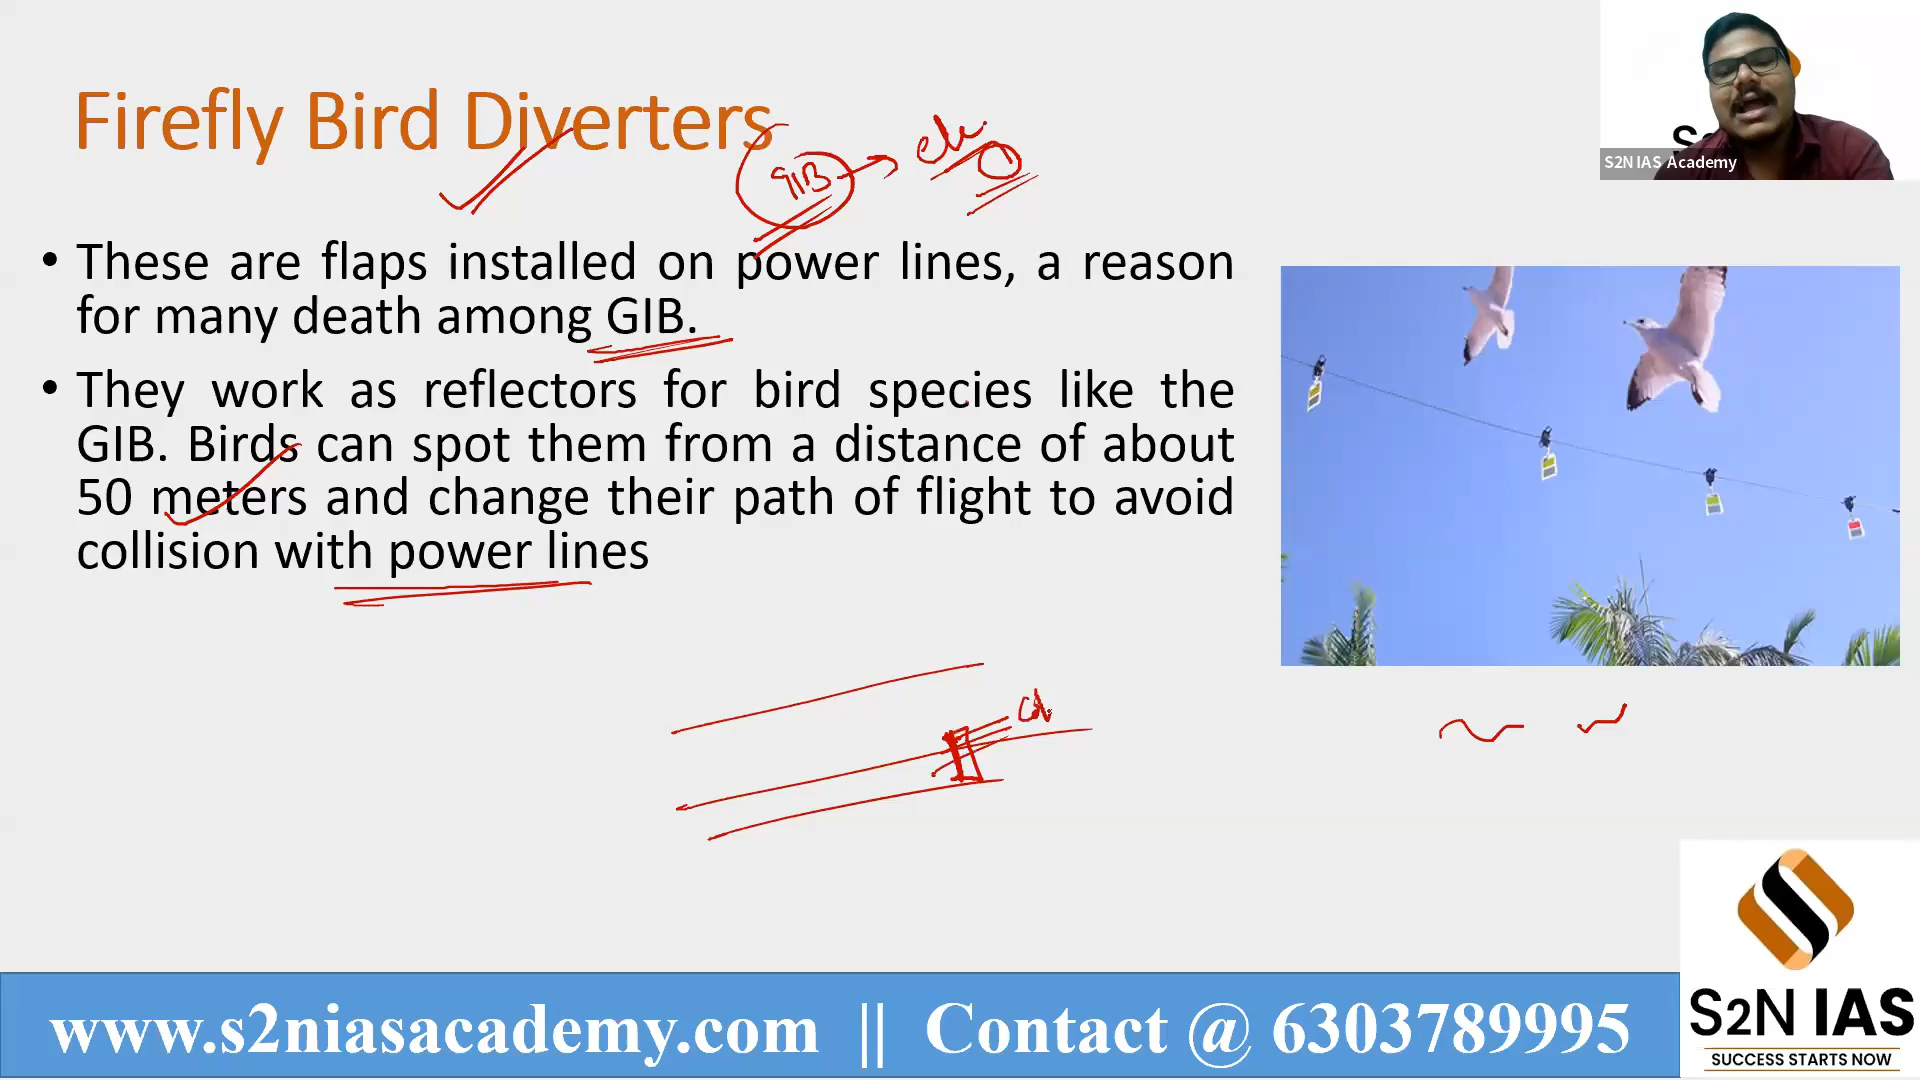 Firefly Bird Diverters
GIB
ele.
• These are flaps installed on power lines, a reason
for many death among GIB.
• They work as reflectors for bird species like the
GIB. Birds can spot them from a distance of about
50 meters and change their path of flight to avoid
collision with power lines
S2N IAS Academy
www.s2niasacademy.com || Contact @ 6303789995
S2N IAS
SUCCESS STARTS NOW